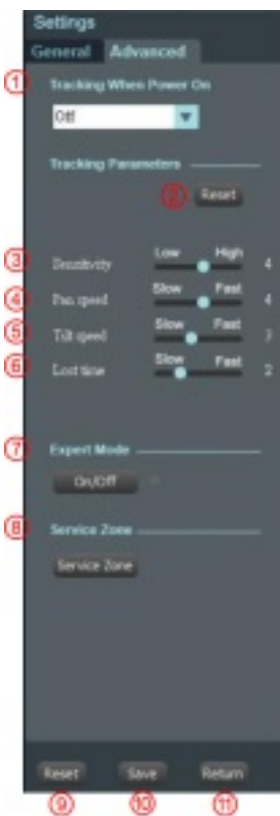 Settings
General Advanced
① Tracking When Power On
Off
Tracking Parameters
② Reset
Low High
③ Sensitivity 4
Slow Fast
④ Pan speed 4
Slow Fast
⑤ Tilt speed 3
Slow Fast
⑥ Lost time 2
⑦ Expert Mode
On/Off
⑧ Service Zone
Service Zone
Reset Save Return
⑨ ⑩ ⑪